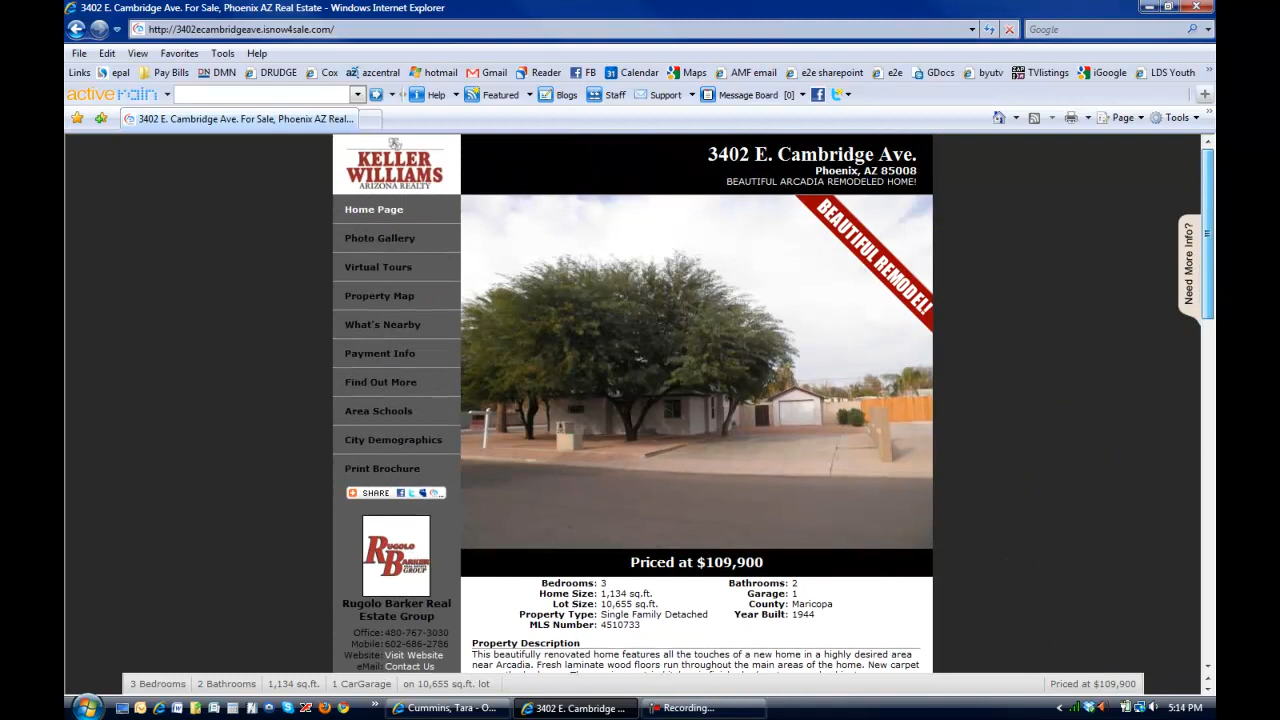 3402 E. Cambridge Ave. For Sale, Phoenix AZ Real Estate - Windows Internet Explorer
http://3402ecambridgeave.isnow4sale.com/
Google
File Edit View Favorites Tools Help
Links epal Pay Bills DN DMN DRUDGE Cox az azcentral hotmail Gmail Reader FB 31 Calendar Maps AMF email e2e sharepoint e2e GDocs byutv TVlistings iGoogle LDS Youth
activerain Help Featured Blogs Staff Support Message Board [0]
3402 E. Cambridge Ave. For Sale, Phoenix AZ Real... Page Tools
KELLER
WILLIAMS
ARIZONA REALTY
3402 E. Cambridge Ave.
Phoenix, AZ 85008
BEAUTIFUL ARCADIA REMODELED HOME!
Home Page
Photo Gallery
Virtual Tours
Property Map
What's Nearby
Payment Info
Find Out More
Area Schools
City Demographics
Print Brochure
SHARE
BEAUTIFUL REMODEL!
Need More Info?
RUGOLO
BARKER
Rugolo Barker Real
Estate Group
Office: 480-767-3030
Mobile: 602-686-2786
Website: Visit Website
eMail: Contact Us
Priced at $109,900
Bedrooms: 3 Bathrooms: 2
Home Size: 1,134 sq.ft. Garage: 1
Lot Size: 10,655 sq.ft. County: Maricopa
Property Type: Single Family Detached Year Built: 1944
MLS Number: 4510733
Property Description
This beautifully renovated home features all the touches of a new home in a highly desired area
near Arcadia. Fresh laminate wood floors run throughout the main areas of the home. New carpet
3 Bedrooms 2 Bathrooms 1,134 sq.ft. 1 CarGarage on 10,655 sq.ft. lot Priced at $109,900
Cummins, Tara - O... 3402 E. Cambridge ... Recording... 5:14 PM